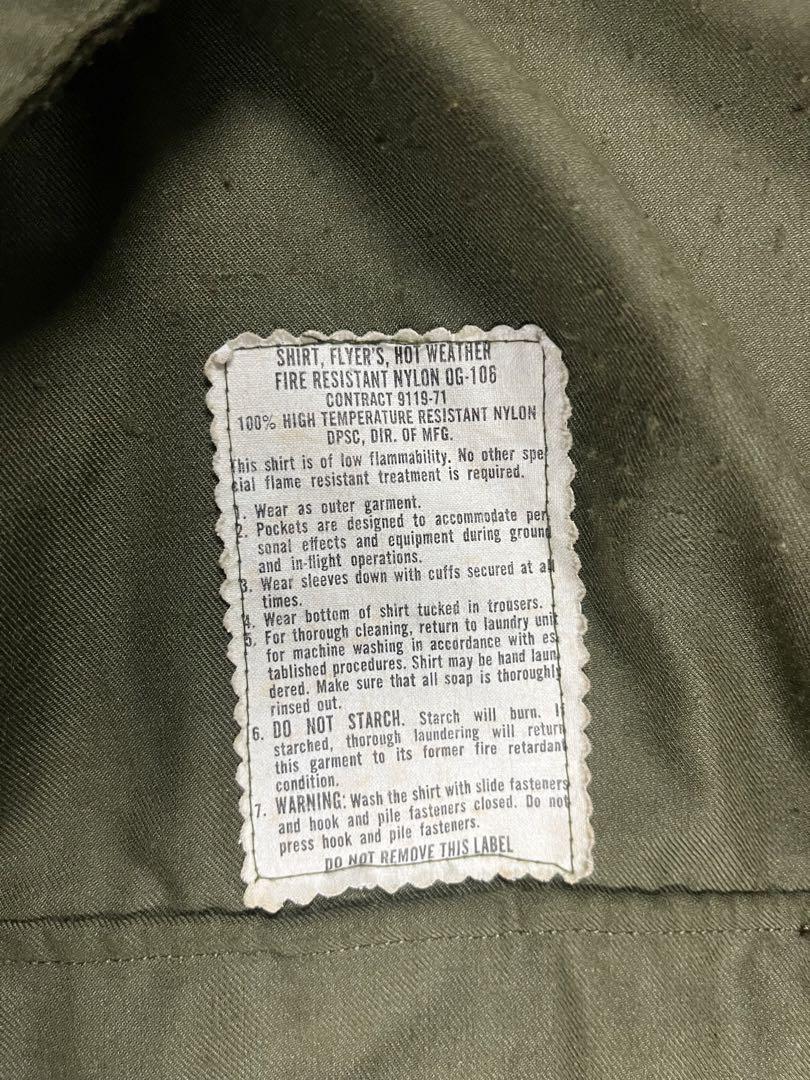 SHIRT, FLYER'S, HOT WEATHER
FIRE RESISTANT NYLON OG-106
CONTRACT 9119-71
100% HIGH TEMPERATURE RESISTANT NYLON
DPSC, DIR. OF MFG.
This shirt is of low flammability. No other spe
cial flame resistant treatment is required.
1. Wear as outer garment.
2. Pockets are designed to accommodate per
sonal effects and equipment during ground
and in-flight operations.
3. Wear sleeves down with cuffs secured at all
times.
4. Wear bottom of shirt tucked in trousers.
5. For thorough cleaning, return to laundry unit
for machine washing in accordance with es
tablished procedures. Shirt may be hand laun
dered. Make sure that all soap is thoroughly
rinsed out.
6. DO NOT STARCH. Starch will burn. If
starched, thorough laundering will return
this garment to its former fire retardant
condition.
7. WARNING: Wash the shirt with slide fasteners
and hook and pile fasteners closed. Do not
press hook and pile fasteners.
DO NOT REMOVE THIS LABEL